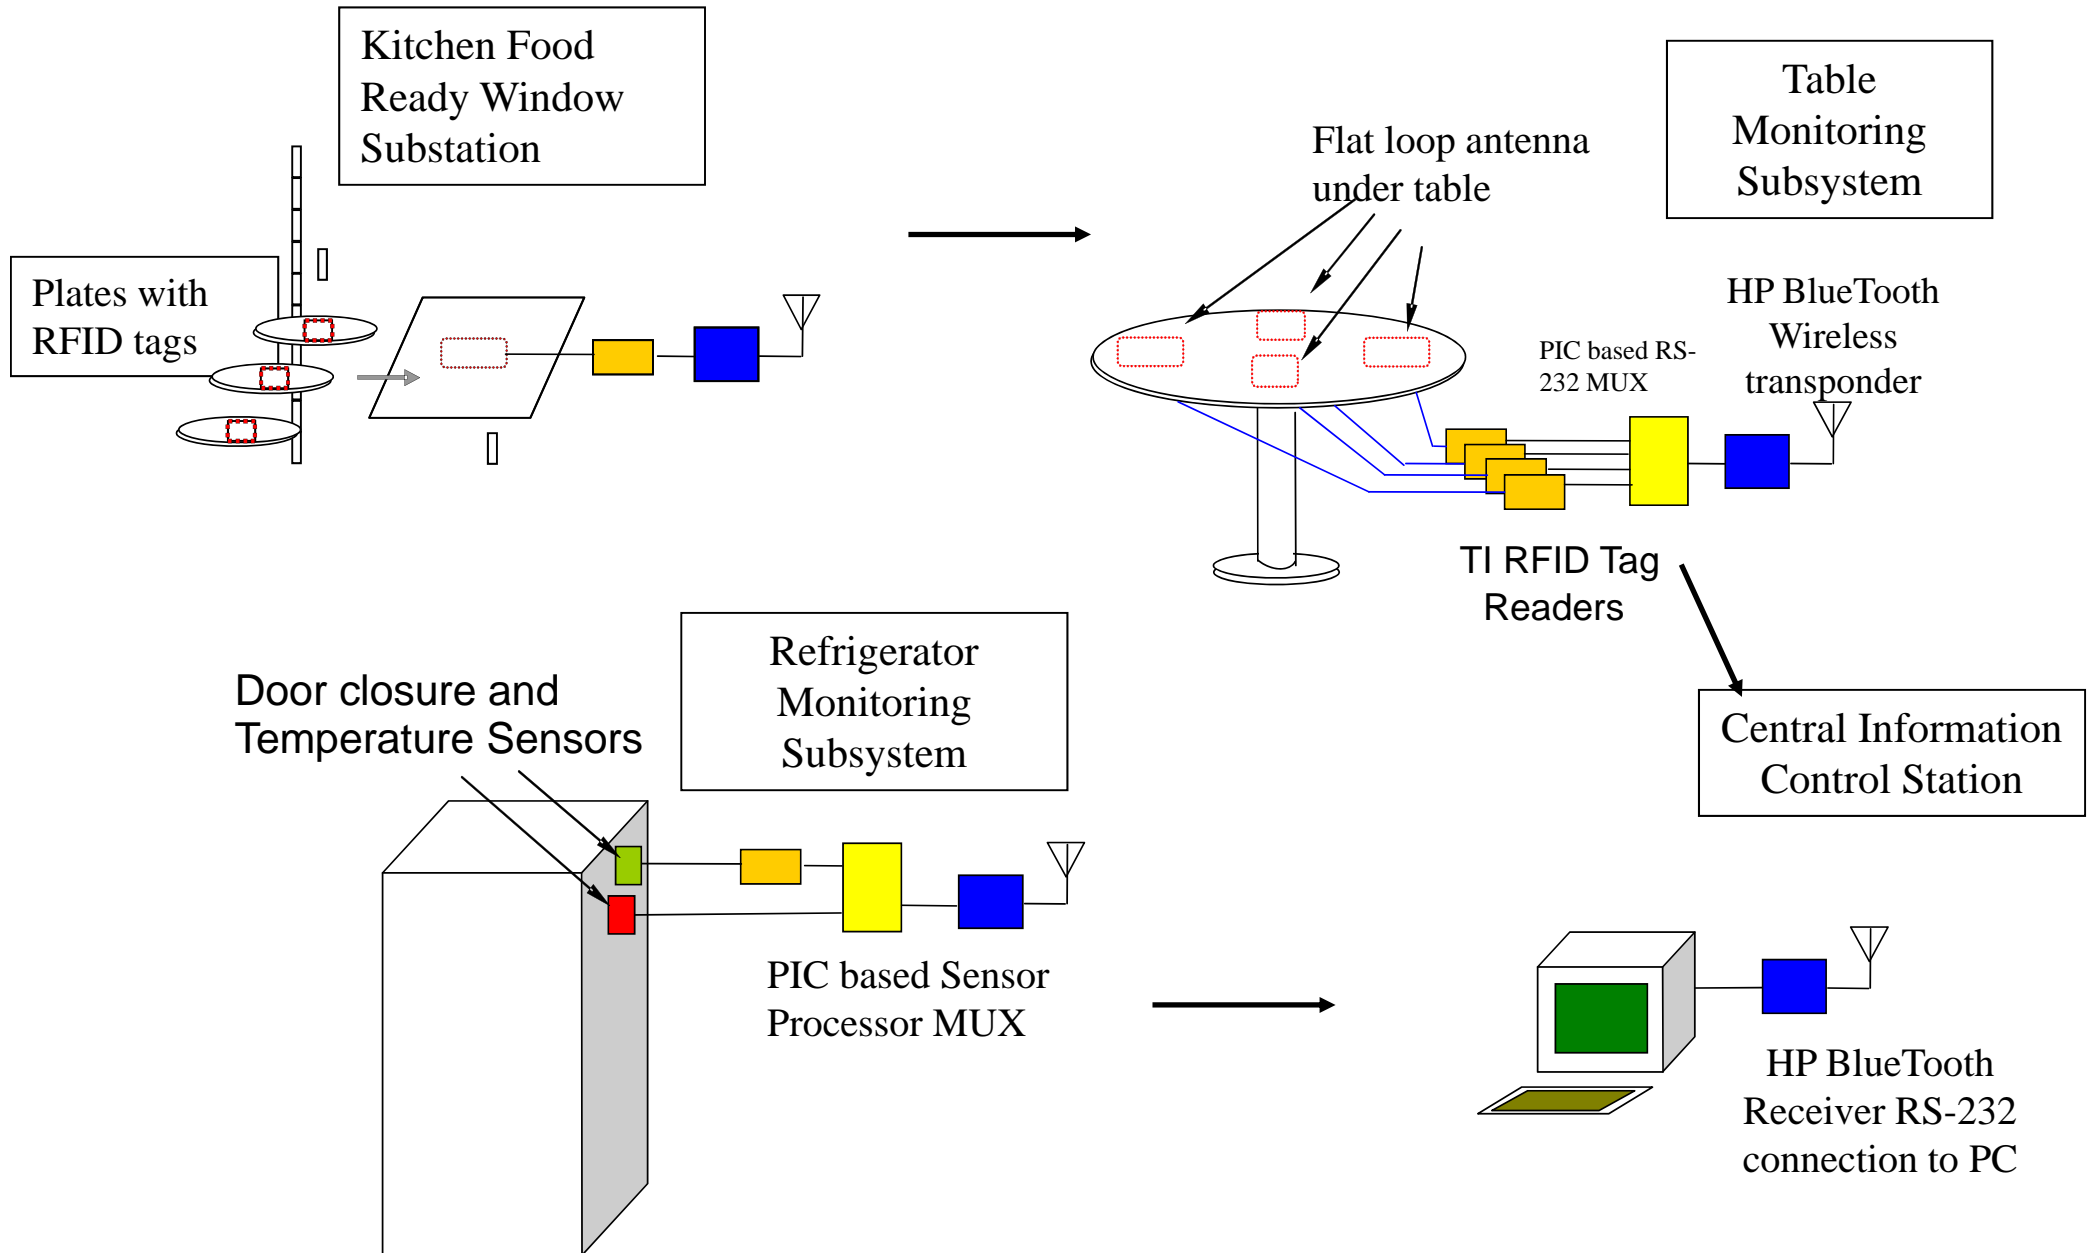 Kitchen Food
Ready Window
Substation
Plates with
RFID tags
Flat loop antenna
under table
Table
Monitoring
Subsystem
HP BlueTooth
Wireless
transponder
PIC based RS-
232 MUX
TI RFID Tag
Readers
Refrigerator
Monitoring
Subsystem
Door closure and
Temperature Sensors
PIC based Sensor
Processor MUX
Central Information
Control Station
HP BlueTooth
Receiver RS-232
connection to PC